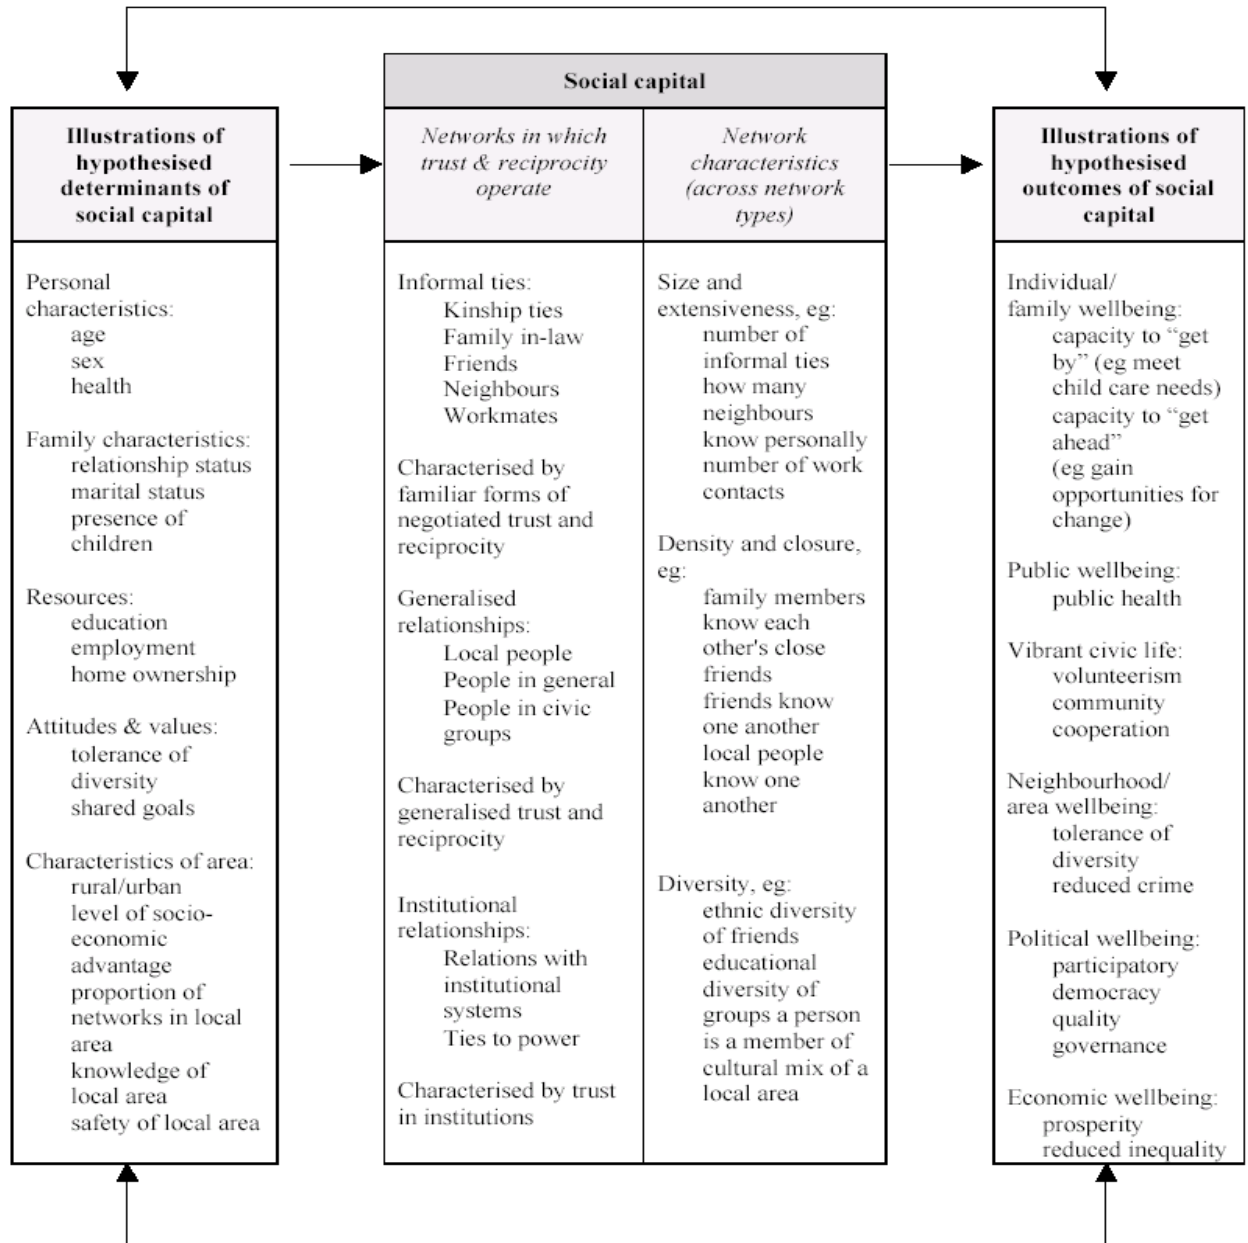 Social capital
Illustrations of
hypothesised
determinants of
social capital
Networks in which
trust & reciprocity
operate
Network
characteristics
(across network
types)
Illustrations of
hypothesised
outcomes of social
capital
Personal
characteristics:
age
sex
health
Family characteristics:
relationship status
marital status
presence of
children
Resources:
education
employment
home ownership
Attitudes & values:
tolerance of
diversity
shared goals
Characteristics of area:
rural/urban
level of socio-
economic
advantage
proportion of
networks in local
area
knowledge of
local area
safety of local area
Informal ties:
Kinship ties
Family in-law
Friends
Neighbours
Workmates
Characterised by
familiar forms of
negotiated trust and
reciprocity
Generalised
relationships:
Local people
People in general
People in civic
groups
Characterised by
generalised trust and
reciprocity
Institutional
relationships:
Relations with
institutional
systems
Ties to power
Characterised by trust
in institutions
Size and
extensiveness, eg:
number of
informal ties
how many
neighbours
know personally
number of work
contacts
Density and closure,
eg:
family members
know each
other's close
friends
friends know
one another
local people
know one
another
Diversity, eg:
ethnic diversity
of friends
educational
diversity of
groups a person
is a member of
cultural mix of a
local area
Individual/
family wellbeing:
capacity to “get
by” (eg meet
child care needs)
capacity to “get
ahead”
(eg gain
opportunities for
change)
Public wellbeing:
public health
Vibrant civic life:
volunteerism
community
cooperation
Neighbourhood/
area wellbeing:
tolerance of
diversity
reduced crime
Political wellbeing:
participatory
democracy
quality
governance
Economic wellbeing:
prosperity
reduced inequality